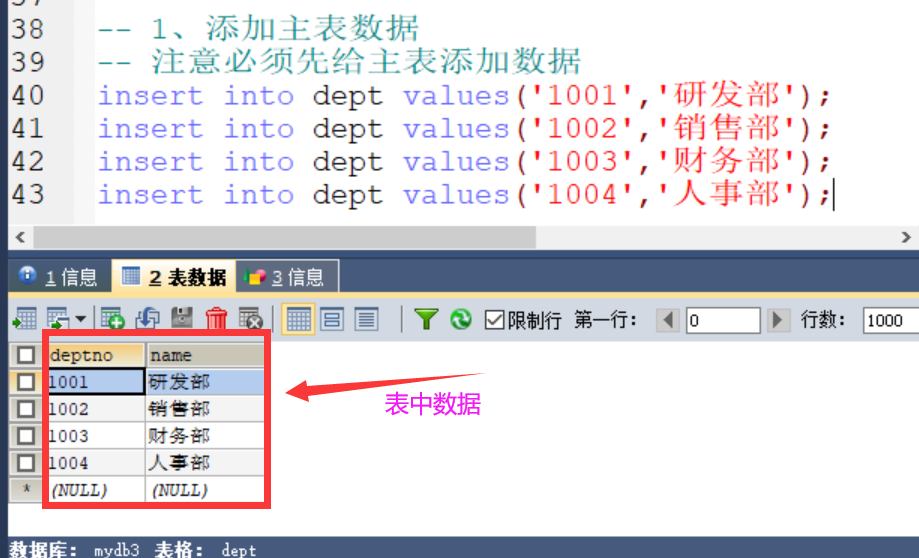 38 -- 1、添加主表数据
39 -- 注意必须先给主表添加数据
40 insert into dept values('1001','研发部');
41 insert into dept values('1002','销售部');
42 insert into dept values('1003','财务部');
43 insert into dept values('1004','人事部');
1 信息 2 表数据 3 信息
限制行 第一行: 0 行数: 1000
deptno name
1001 研发部
1002 销售部
1003 财务部
1004 人事部
* (NULL) (NULL)
表中数据
数据库: mydb3 表格: dept